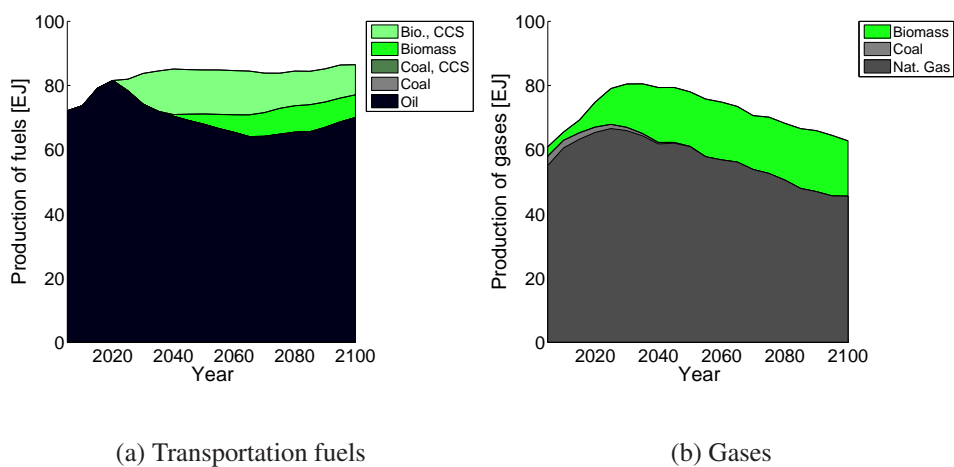 100
80
60
40
20
0
Production of fuels [EJ]
2020
2040
2060
2080
2100
Year
Bio., CCS
Biomass
Coal, CCS
Coal
Oil
(a) Transportation fuels
100
80
60
40
20
0
Production of gases [EJ]
2020
2040
2060
2080
2100
Year
Biomass
Coal
Nat. Gas
(b) Gases